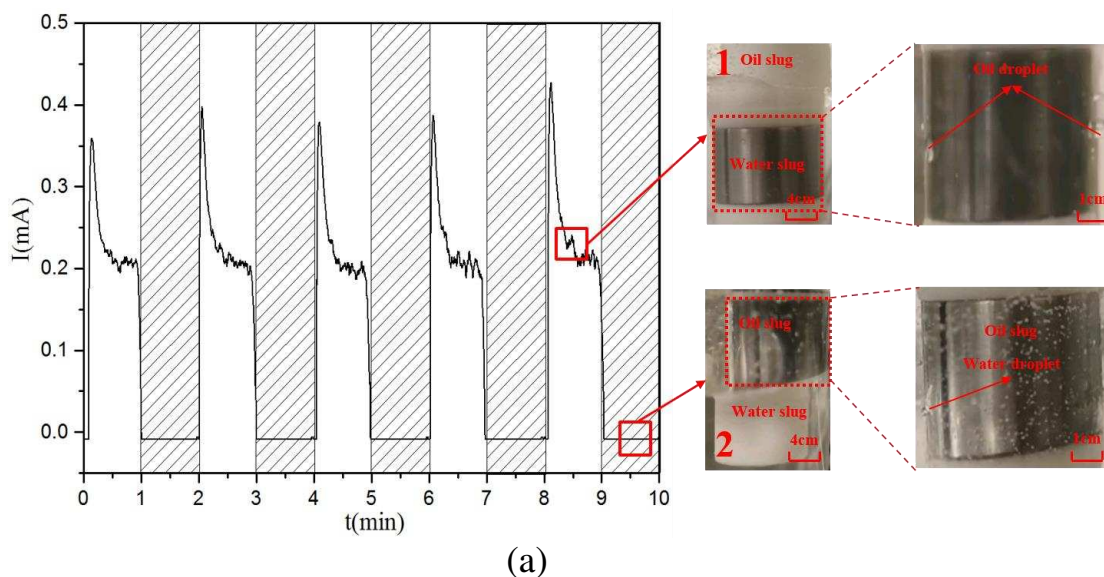 (a)
I(mA)
0.5
0.4
0.3
0.2
0.1
0.0
0 1 2 3 4 5 6 7 8 9 10
t(min)
1
Oil slug
Water slug
4cm
Oil droplet
1cm
Oil slug
Water slug
2
4cm
Oil slug
Water droplet
1cm
(a)